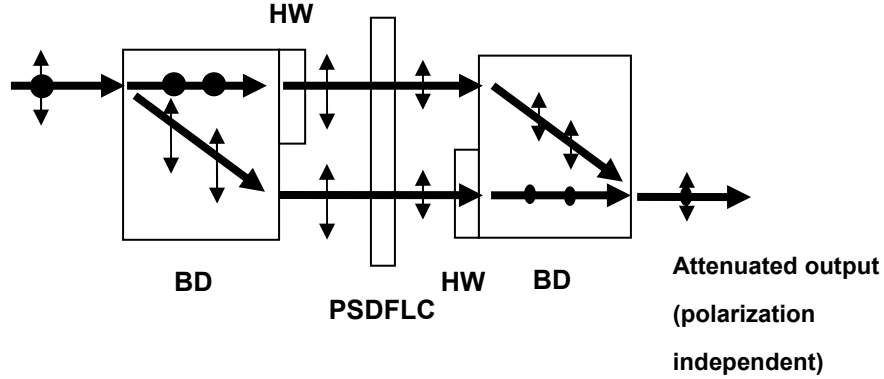 HW
BD
PSDFLC
HW
BD
Attenuated output
(polarization
independent)